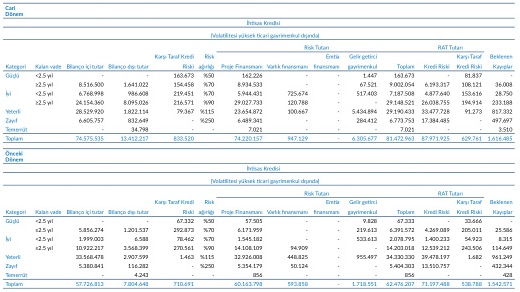 Cari
Dönem
İhtisas Kredisi
(Volatilitesi yüksek ticari gayrimenkul dışında)
Risk Tutarı RAT Tutarı
Karşı Taraf Kredi Risk Emtia Gelir getirici Beklenen
Kategori Kalan vade Bilanço içi tutar Bilanço dışı tutar Riski ağırlığı Proje Finansmanı Varlık finansmanı finansmanı gayrimenkul Toplam Kredi Riski Karşı Taraf Kredi Riski Kayıplar
Güçlü <2.5 yıl - - 163.673 %50 162.226 - - 1.447 163.673 - 81.837 -
≥2.5 yıl 8.516.500 1.641.022 154.458 %70 8.934.533 - - 67.521 9.002.054 6.193.317 108.121 36.008
İyi <2.5 yıl 6.768.998 986.608 219.451 %70 5.944.431 725.674 - 517.403 7.187.508 4.877.640 153.616 28.750
≥2.5 yıl 24.154.360 8.095.026 216.571 %90 29.027.733 120.788 - - 29.148.521 26.038.755 194.914 233.188
Yeterli 28.529.920 1.822.114 79.367 %115 23.654.872 100.667 - 5.434.894 29.190.433 33.477.728 91.273 817.332
Zayıf 6.605.757 832.649 - %250 6.489.341 - - 284.412 6.773.753 17.384.485 - 497.697
Temerrüt - 34.798 - - 7.021 - - - 7.021 - - 3.510
Toplam 74.575.535 13.412.217 833.520 74.220.157 947.129 - 6.305.677 81.472.963 87.971.925 629.761 1.616.485
Önceki
Dönem
İhtisas Kredisi
(Volatilitesi yüksek ticari gayrimenkul dışında)
Risk Tutarı RAT Tutarı
Karşı Taraf Kredi Risk Emtia Gelir getirici Beklenen
Kategori Kalan vade Bilanço içi tutar Bilanço dışı tutar Riski ağırlığı Proje Finansmanı Varlık finansmanı finansmanı gayrimenkul Toplam Kredi Riski Karşı Taraf Kredi Riski Kayıplar
Güçlü <2.5 yıl - - 67.332 %50 57.505 - - 9.828 67.333 - 33.666 -
≥2.5 yıl 5.856.274 1.201.537 292.873 %70 6.171.959 - - 219.613 6.391.572 4.269.089 205.011 25.586
İyi <2.5 yıl 1.999.003 6.588 78.462 %70 1.545.182 - - 533.613 2.078.795 1.400.233 54.923 8.315
≥2.5 yıl 10.922.217 3.568.399 270.561 %90 14.108.109 94.909 - - 14.203.018 12.539.212 243.506 114.649
Yeterli 33.568.478 2.907.599 1.463 %115 32.926.008 448.825 - 955.497 34.330.330 39.478.197 1.682 961.249
Zayıf 5.380.841 116.282 - %250 5.354.179 50.124 - - 5.404.303 13.510.757 - 432.344
Temerrüt - 4.243 - - 856 - - - 856 - - 428
Toplam 57.726.813 7.804.648 710.691 60.163.798 593.858 - 1.718.551 62.476.207 71.197.488 538.788 1.542.571